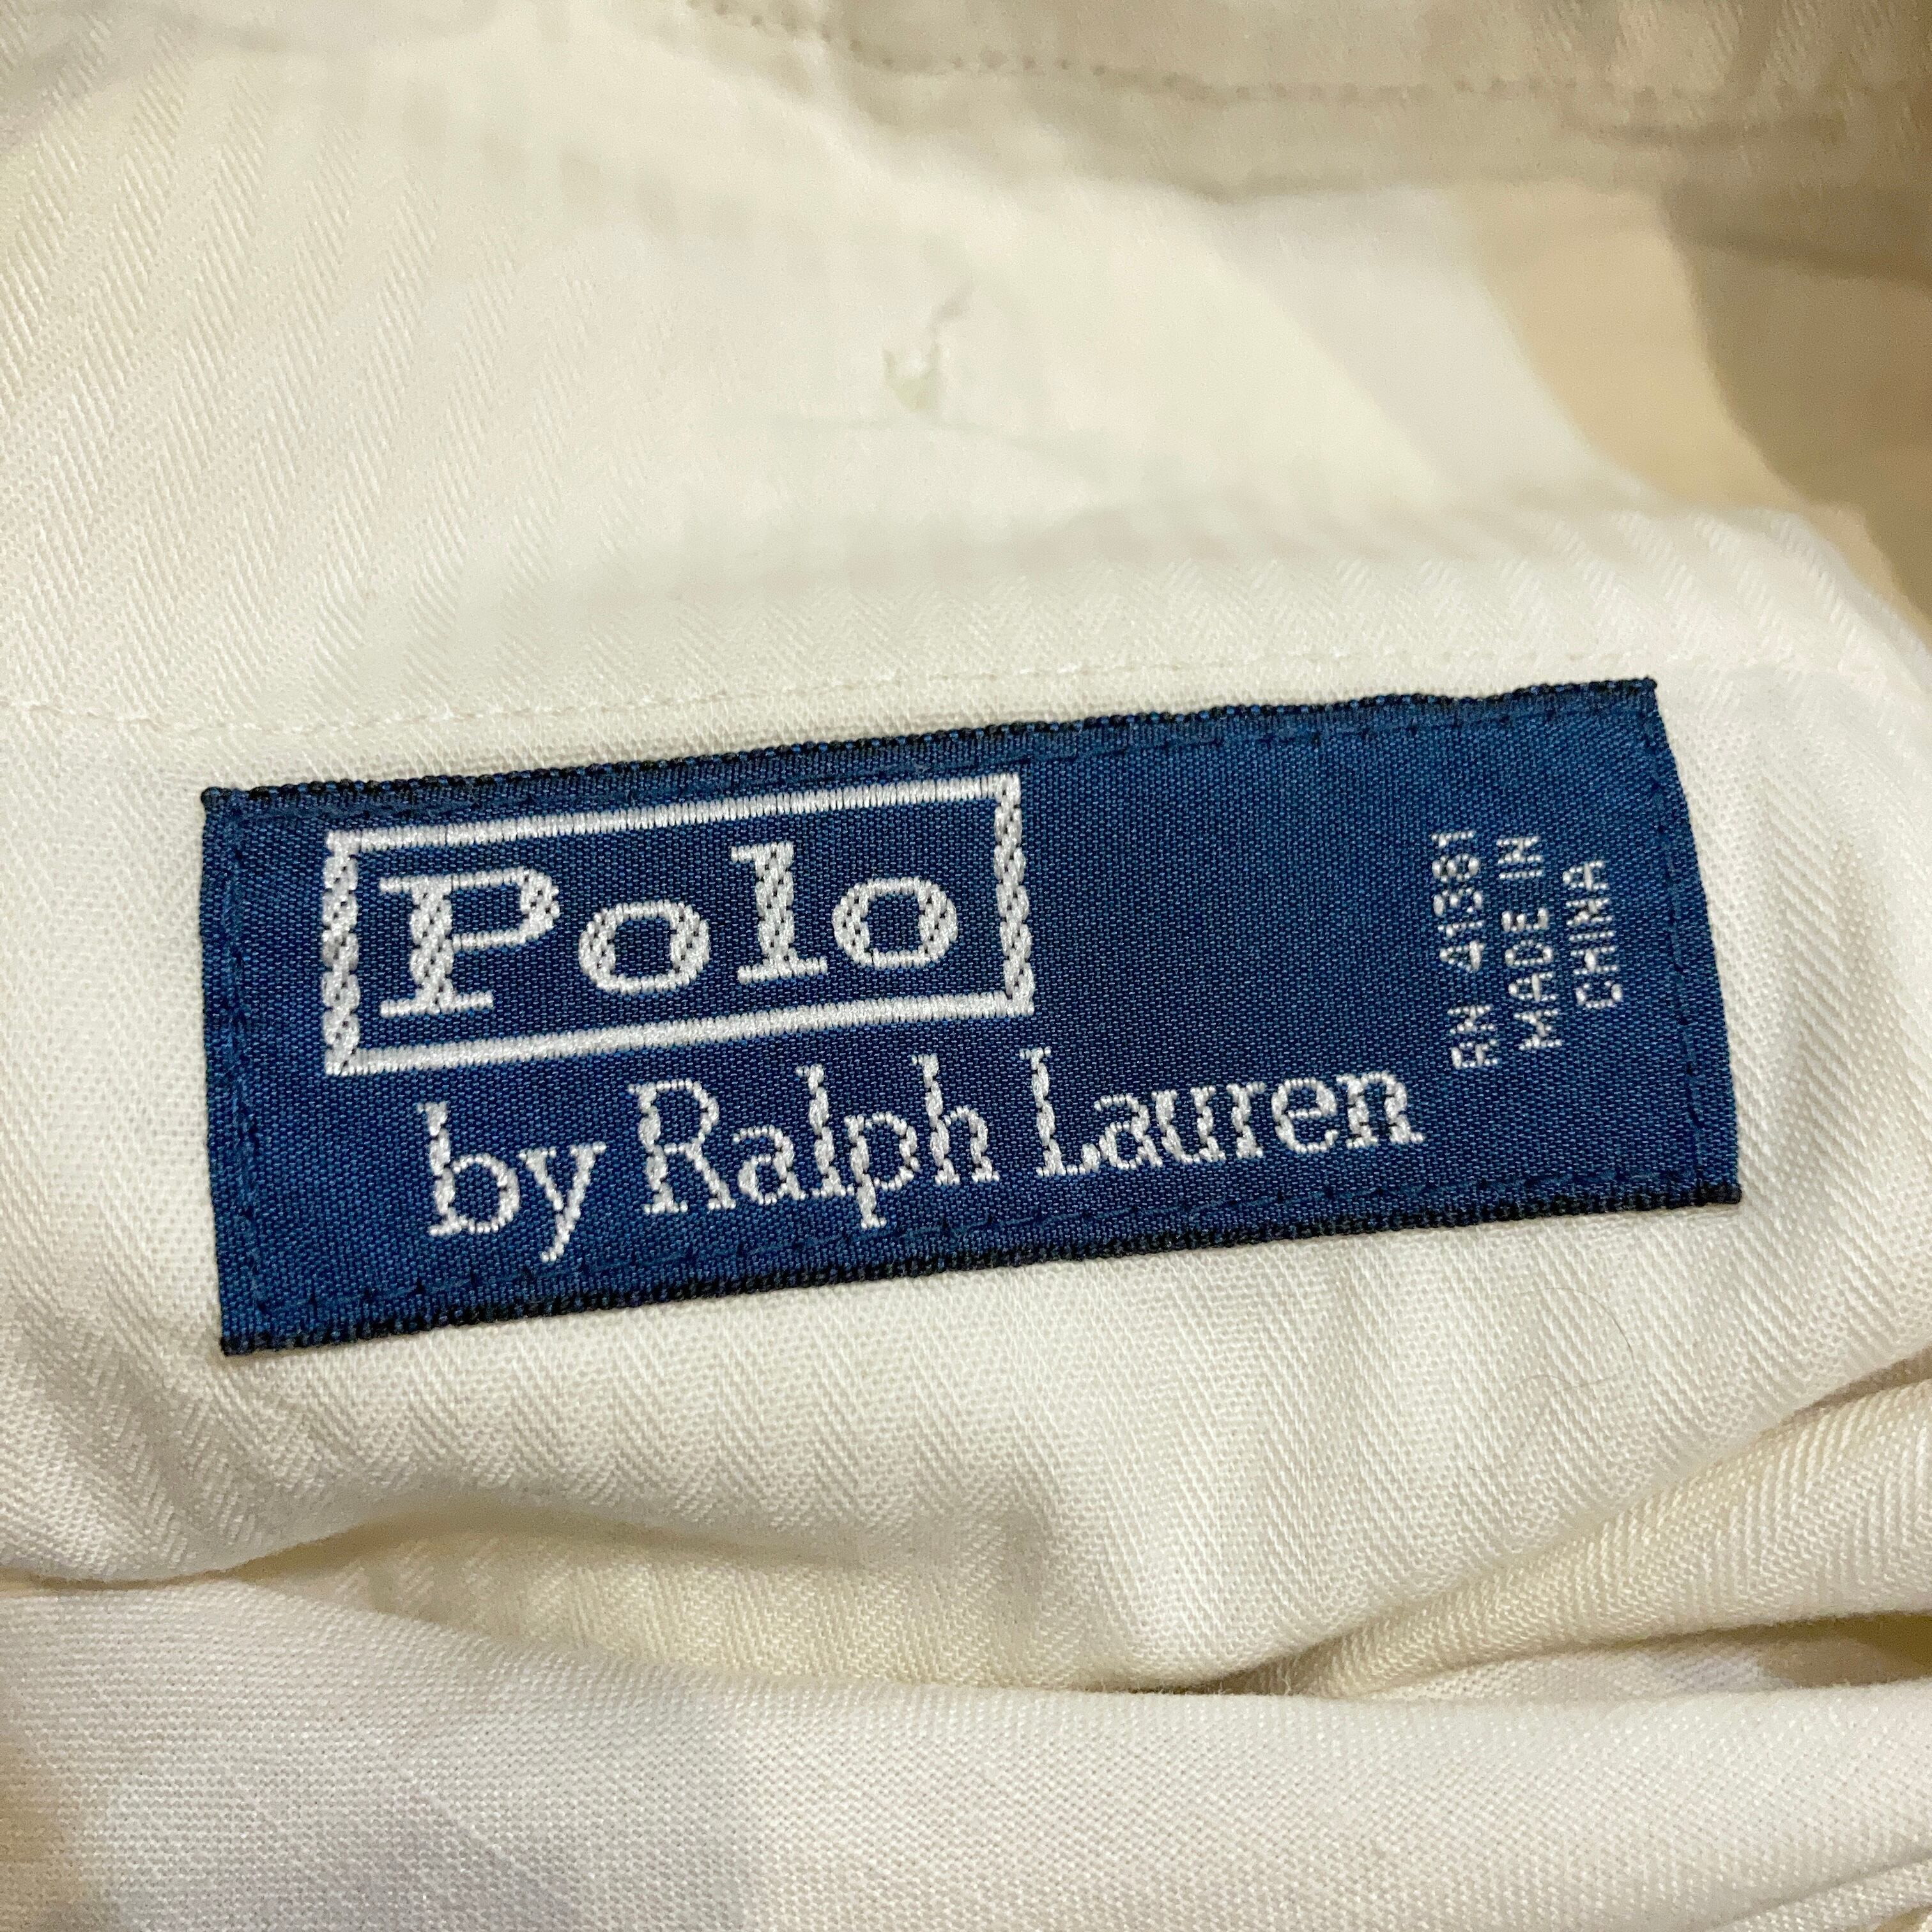 Polo
by Ralph Lauren
RN 41381
MADE IN
CHINA